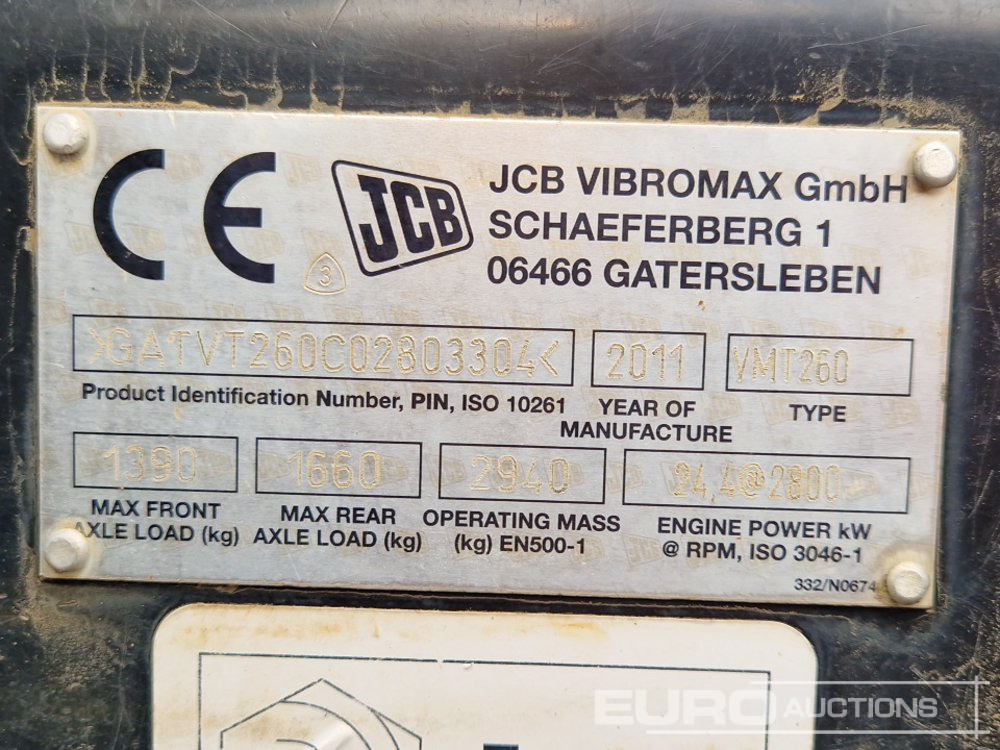 CE
3
JCB
JCB VIBROMAX GmbH
SCHAEFERBERG 1
06466 GATERSLEBEN
>GATVT260C02803304<
2011
VMT260
Product Identification Number, PIN, ISO 10261
YEAR OF
MANUFACTURE
TYPE
1390
1660
2940
24,4@2800
MAX FRONT
AXLE LOAD (kg)
MAX REAR
AXLE LOAD (kg)
OPERATING MASS
(kg) EN500-1
ENGINE POWER kW
@ RPM, ISO 3046-1
332/N0674
EURO AUCTIONS